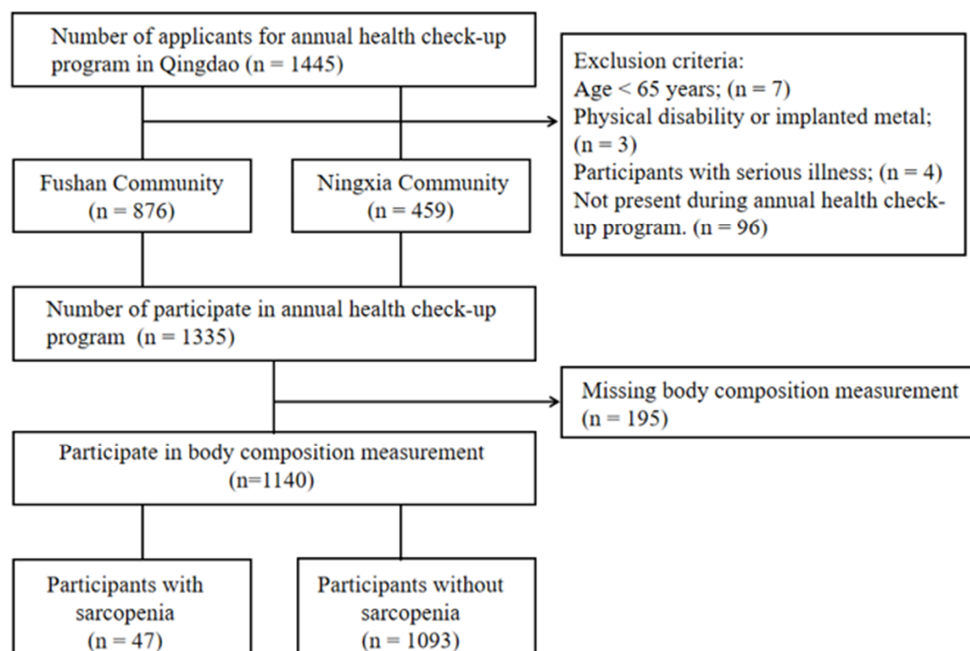 Number of applicants for annual health check-up
program in Qingdao (n = 1445)
Exclusion criteria:
Age < 65 years; (n = 7)
Physical disability or implanted metal;
(n = 3)
Participants with serious illness; (n = 4)
Not present during annual health check-
up program. (n = 96)
Fushan Community
(n = 876)
Ningxia Community
(n = 459)
Number of participate in annual health check-up
program (n = 1335)
Missing body composition measurement
(n = 195)
Participate in body composition measurement
(n=1140)
Participants with
sarcopenia
(n = 47)
Participants without
sarcopenia
(n = 1093)